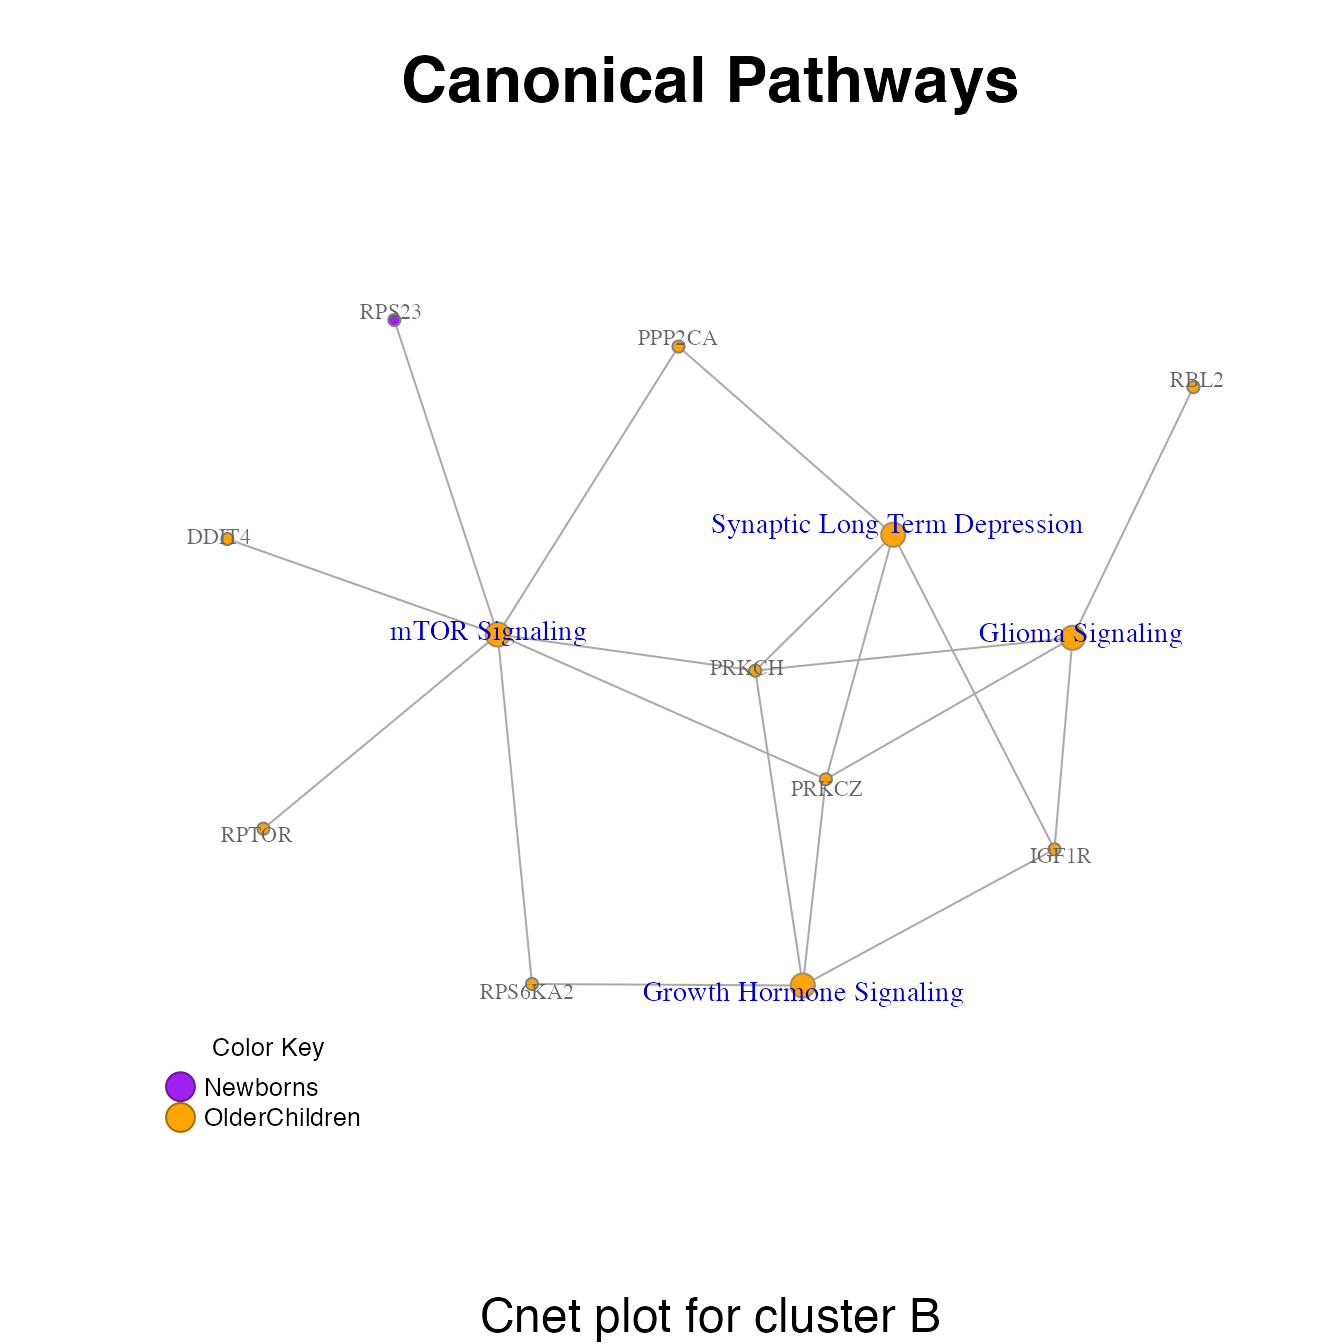 Canonical Pathways
RPS23
PPP2CA
RBL2
Synaptic Long Term Depression
DDIT4
mTOR Signaling
Glioma Signaling
PRKCH
PRKCZ
RPTOR
IGF1R
RPS6KA2
Growth Hormone Signaling
Color Key
Newborns
OlderChildren
Cnet plot for cluster B